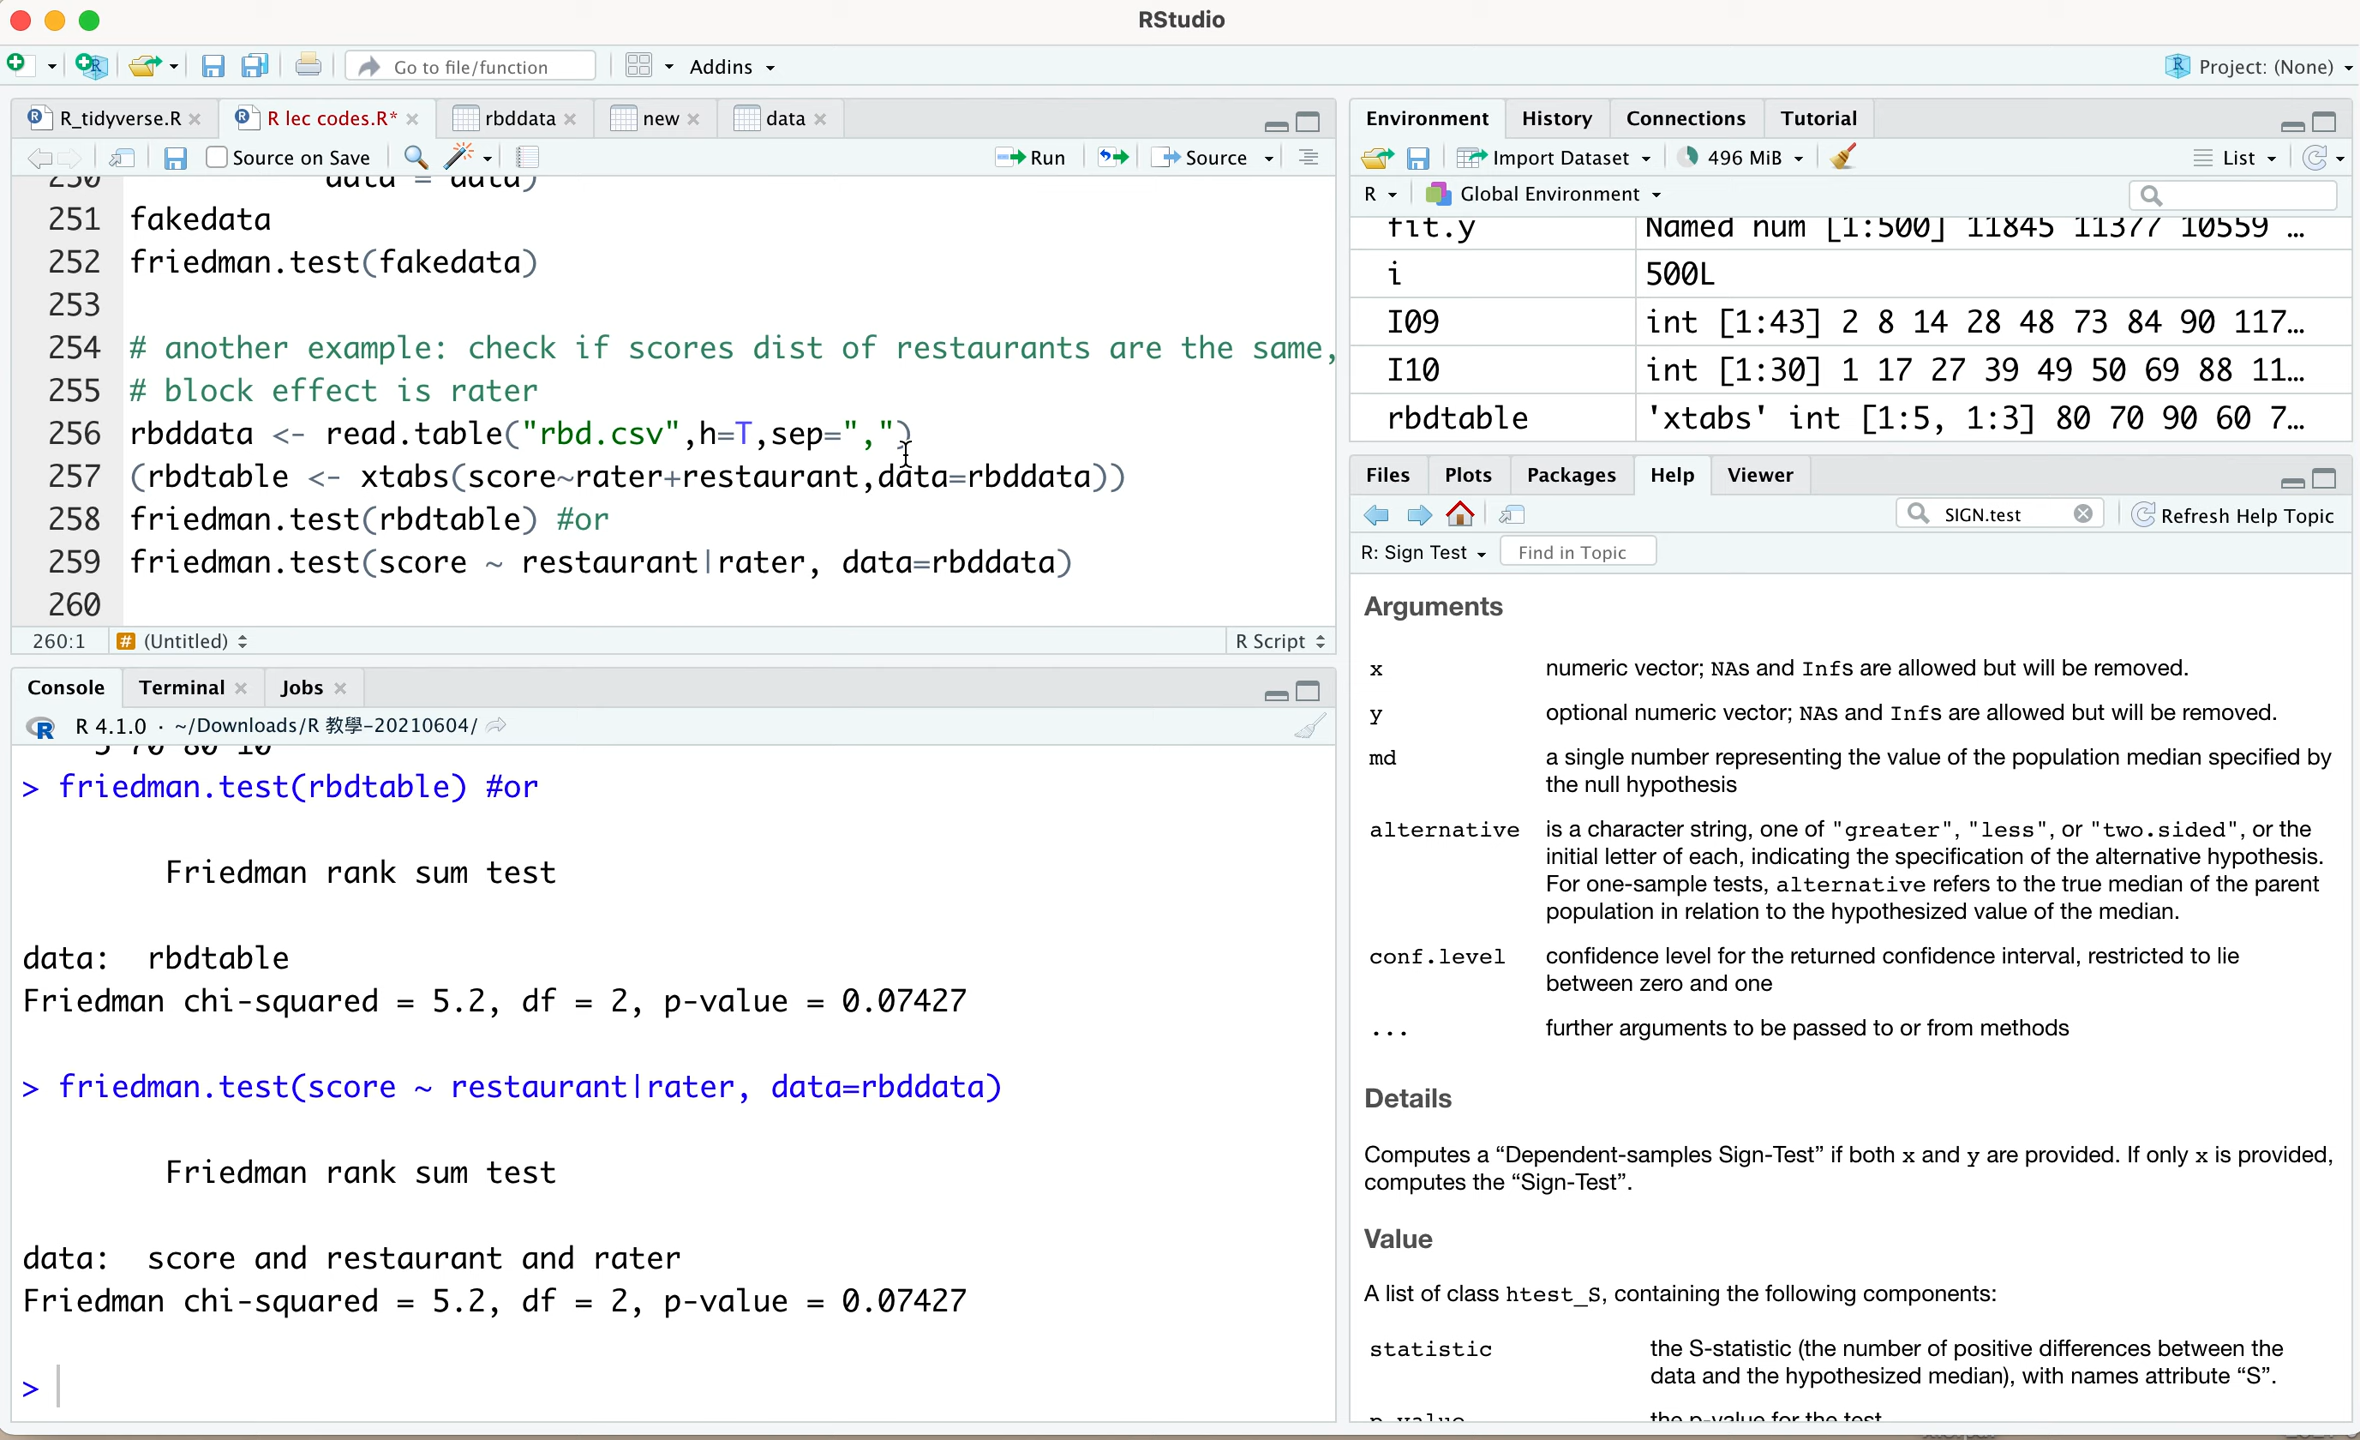 RStudio
Go to file/function
Addins
Project: (None)
R_tidyverse.R
R lec codes.R*
rbddata
new
data
Source on Save
Run
Source
250 data = data)
251 fakedata
252 friedman.test(fakedata)
253
254 # another example: check if scores dist of restaurants are the same,
255 # block effect is rater
256 rbddata <- read.table("rbd.csv",h=T,sep=",")
257 (rbdtable <- xtabs(score~rater+restaurant,data=rbddata))
258 friedman.test(rbdtable) #or
259 friedman.test(score ~ restaurant|rater, data=rbddata)
260
260:1 # (Untitled) R Script
Console Terminal Jobs
R 4.1.0 · ~/Downloads/R 教學-20210604/
5 70 80 10
> friedman.test(rbdtable) #or
Friedman rank sum test
data: rbdtable
Friedman chi-squared = 5.2, df = 2, p-value = 0.07427
> friedman.test(score ~ restaurant|rater, data=rbddata)
Friedman rank sum test
data: score and restaurant and rater
Friedman chi-squared = 5.2, df = 2, p-value = 0.07427
>
Environment History Connections Tutorial
Import Dataset 496 MiB List
R Global Environment
fit.y Named num [1:500] 11845 11377 10559 …
i 500L
I09 int [1:43] 2 8 14 28 48 73 84 90 117…
I10 int [1:30] 1 17 27 39 49 50 69 88 11…
rbdtable 'xtabs' int [1:5, 1:3] 80 70 90 60 7…
Files Plots Packages Help Viewer
SIGN.test Refresh Help Topic
R: Sign Test Find in Topic
Arguments
x numeric vector; NAs and Infs are allowed but will be removed.
y optional numeric vector; NAs and Infs are allowed but will be removed.
md a single number representing the value of the population median specified by
the null hypothesis
alternative is a character string, one of "greater", "less", or "two.sided", or the
initial letter of each, indicating the specification of the alternative hypothesis.
For one-sample tests, alternative refers to the true median of the parent
population in relation to the hypothesized value of the median.
conf.level confidence level for the returned confidence interval, restricted to lie
between zero and one
... further arguments to be passed to or from methods
Details
Computes a “Dependent-samples Sign-Test” if both x and y are provided. If only x is provided,
computes the “Sign-Test”.
Value
A list of class htest_S, containing the following components:
statistic the S-statistic (the number of positive differences between the
data and the hypothesized median), with names attribute “S”.
p.value the p-value for the test